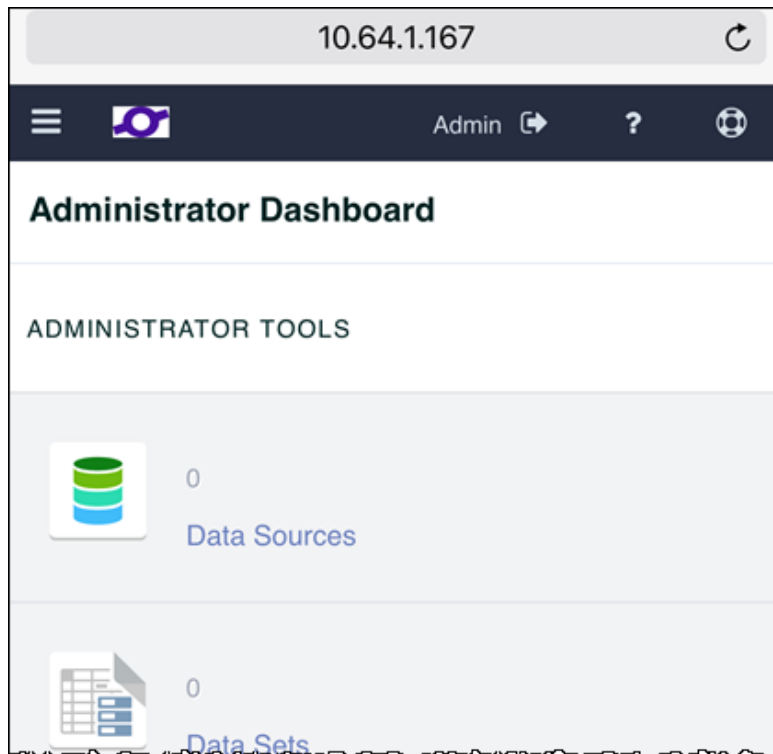 10.64.1.167
Admin ?
Administrator Dashboard
ADMINISTRATOR TOOLS
0
Data Sources
0
Data Sets